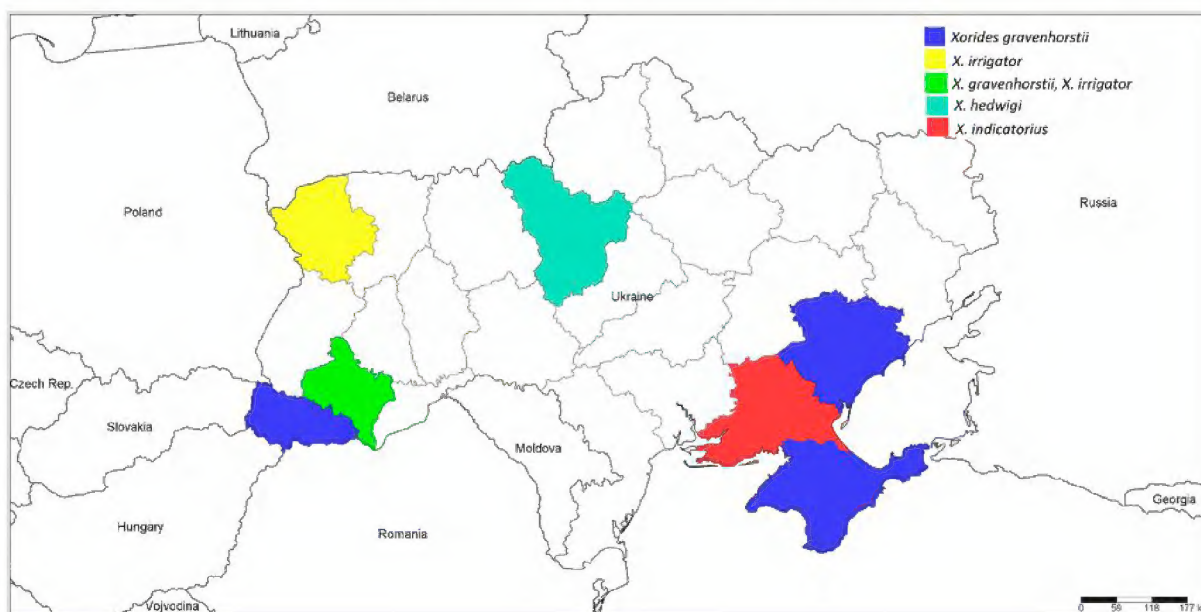 Lithuania
Belarus
Poland
Russia
Ukraine
Czech Rep.
Slovakia
Moldova
Hungary
Romania
Georgia
Vojvodina
Xorides gravenhorstii
X. irrigator
X. gravenhorstii, X. irrigator
X. hedwigi
X. indicatorius
0 59 118 177